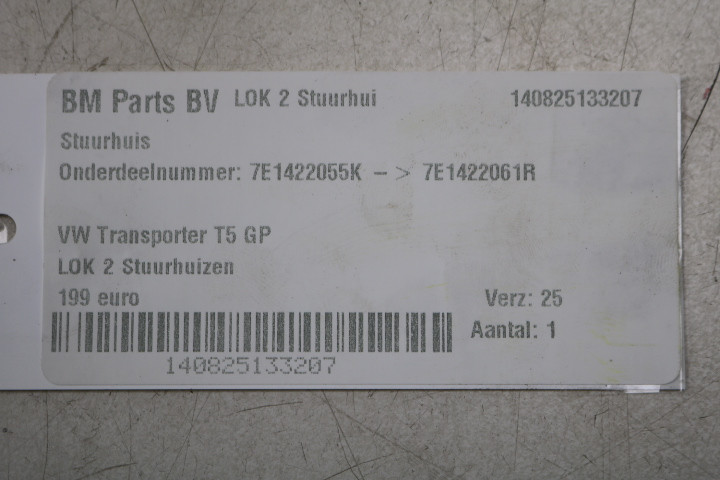 BM Parts BV LOK 2 Stuurhui 140825133207
Stuurhuis
Onderdeelnummer: 7E1422055K - > 7E1422061R
VW Transporter T5 GP
LOK 2 Stuurhuizen
199 euro Verz: 25
Aantal: 1
140825133207